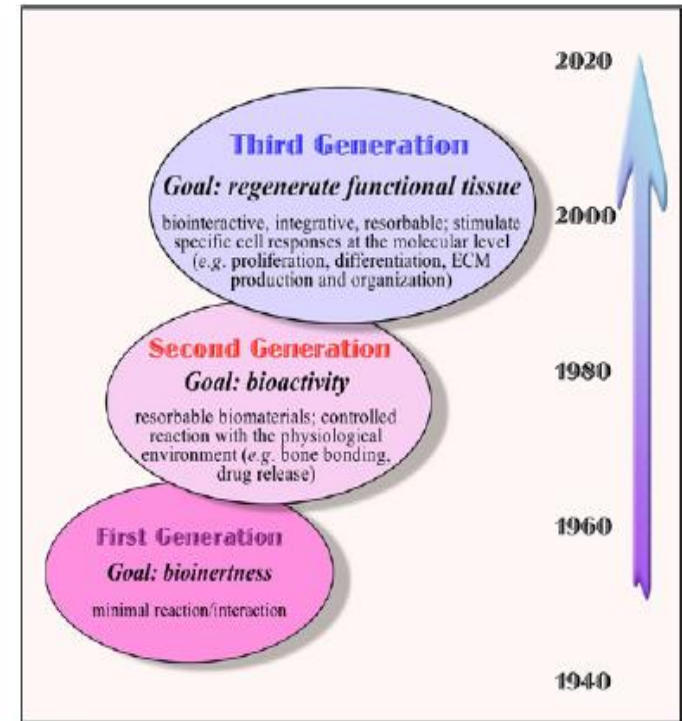 2020
Third Generation
Goal: regenerate functional tissue
biointeractive, integrative, resorbable; stimulate
specific cell responses at the molecular level
(e.g. proliferation, differentiation, ECM
production and organization)
2000
Second Generation
Goal: bioactivity
resorbable biomaterials; controlled
reaction with the physiological
environment (e.g. bone bonding,
drug release)
1980
First Generation
Goal: bioinertness
minimal reaction/interaction
1960
1940